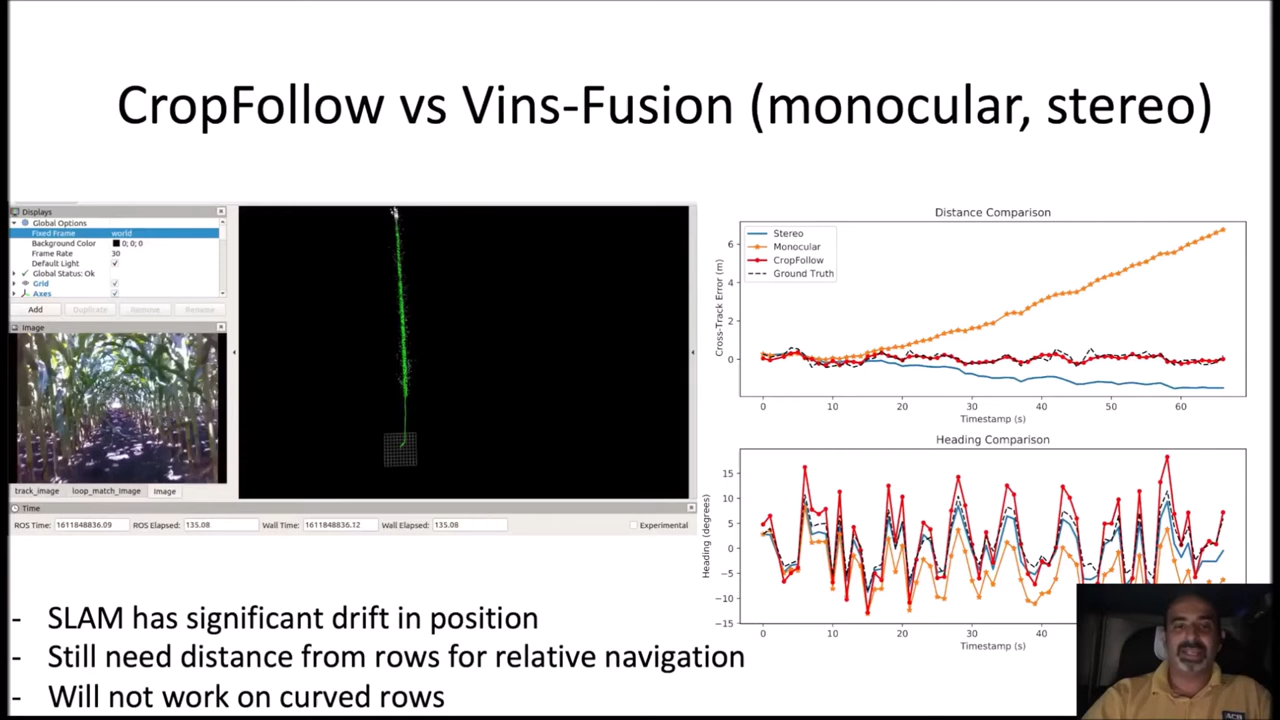 CropFollow vs Vins-Fusion (monocular, stereo)
Displays
Global Options
Fixed Frame world
Background Color 0; 0; 0
Frame Rate 30
Default Light
Global Status: Ok
Grid
Axes
Add Duplicate Remove Rename
Image
track_image loop_match_image Image
Time
ROS Time: 1611848836.09 ROS Elapsed: 135.08 Wall Time: 1611848836.12 Wall Elapsed: 135.08 Experimental
Distance Comparison
Stereo
Monocular
CropFollow
Ground Truth
Cross-Track Error (m)
6
4
2
0
0 10 20 30 40 50 60
Timestamp (s)
Heading Comparison
Heading (degrees)
15
10
5
0
−5
−10
−15
0 10 20 30 40
Timestamp (s)
- SLAM has significant drift in position
- Still need distance from rows for relative navigation
- Will not work on curved rows